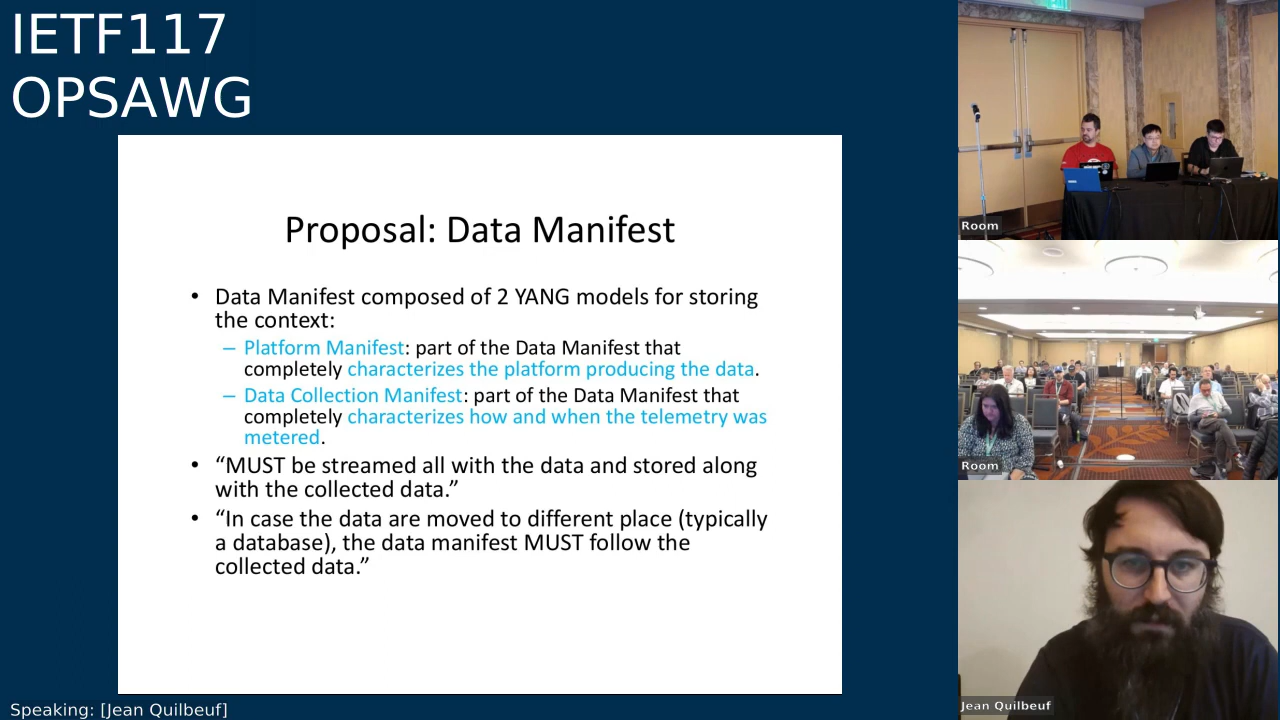 IETF117
OPSAWG
Proposal: Data Manifest
• Data Manifest composed of 2 YANG models for storing
the context:
– Platform Manifest: part of the Data Manifest that
completely characterizes the platform producing the data.
– Data Collection Manifest: part of the Data Manifest that
completely characterizes how and when the telemetry was
metered.
• “MUST be streamed all with the data and stored along
with the collected data.”
• “In case the data are moved to different place (typically
a database), the data manifest MUST follow the
collected data.”
Room
Room
Jean Quilbeuf
Speaking: [Jean Quilbeuf]